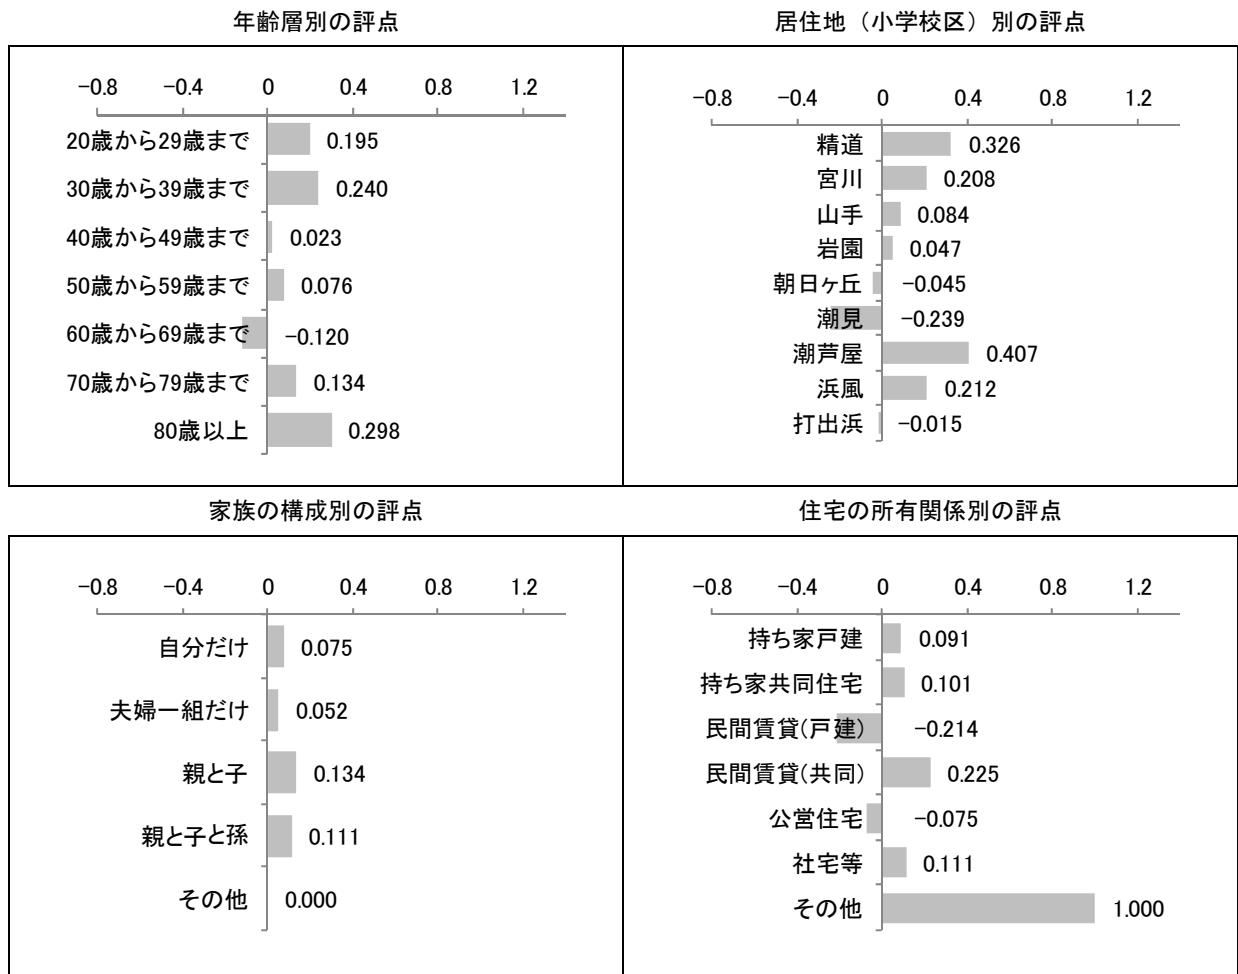 年齢層別の評点
−0.8 −0.4 0 0.4 0.8 1.2
20歳から29歳まで 0.195
30歳から39歳まで 0.240
40歳から49歳まで 0.023
50歳から59歳まで 0.076
60歳から69歳まで −0.120
70歳から79歳まで 0.134
80歳以上 0.298
居住地（小学校区）別の評点
−0.8 −0.4 0 0.4 0.8 1.2
精道 0.326
宮川 0.208
山手 0.084
岩園 0.047
朝日ヶ丘 −0.045
潮見 −0.239
潮芦屋 0.407
浜風 0.212
打出浜 −0.015
家族の構成別の評点
−0.8 −0.4 0 0.4 0.8 1.2
自分だけ 0.075
夫婦一組だけ 0.052
親と子 0.134
親と子と孫 0.111
その他 0.000
住宅の所有関係別の評点
−0.8 −0.4 0 0.4 0.8 1.2
持ち家戸建 0.091
持ち家共同住宅 0.101
民間賃貸(戸建) −0.214
民間賃貸(共同) 0.225
公営住宅 −0.075
社宅等 0.111
その他 1.000